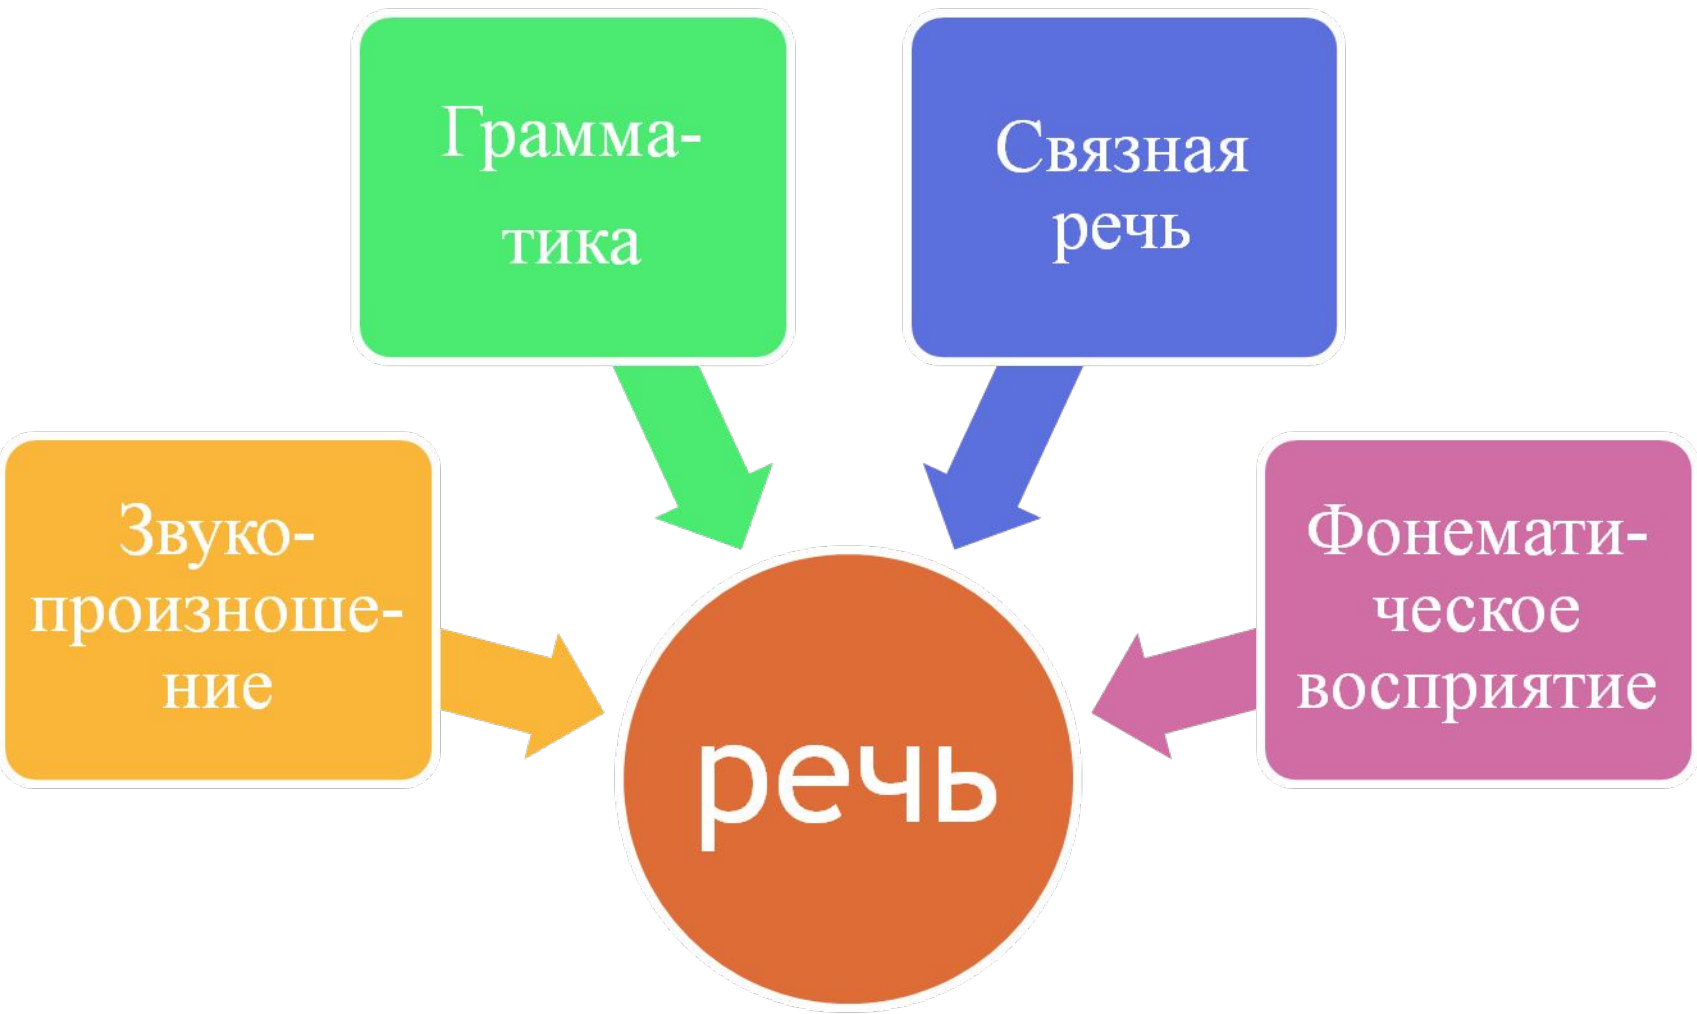 Грамма-
тика
Связная
речь
Звуко-
произноше-
ние
Фонемати-
ческое
восприятие
речь